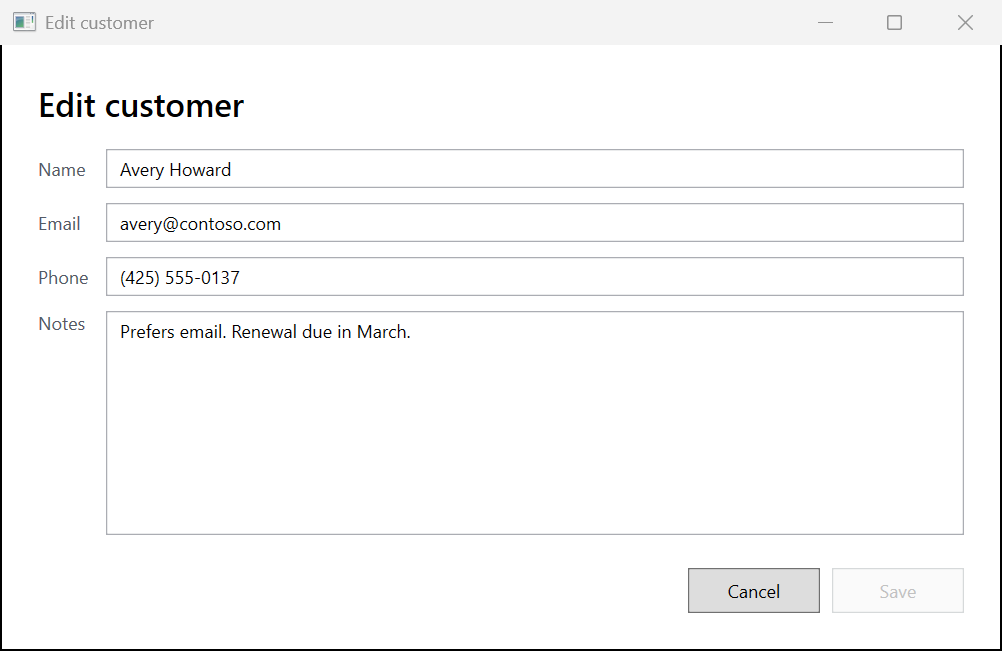 Edit customer
Edit customer
Name
Avery Howard
Email
avery@contoso.com
Phone
(425) 555-0137
Notes
Prefers email. Renewal due in March.
Cancel
Save